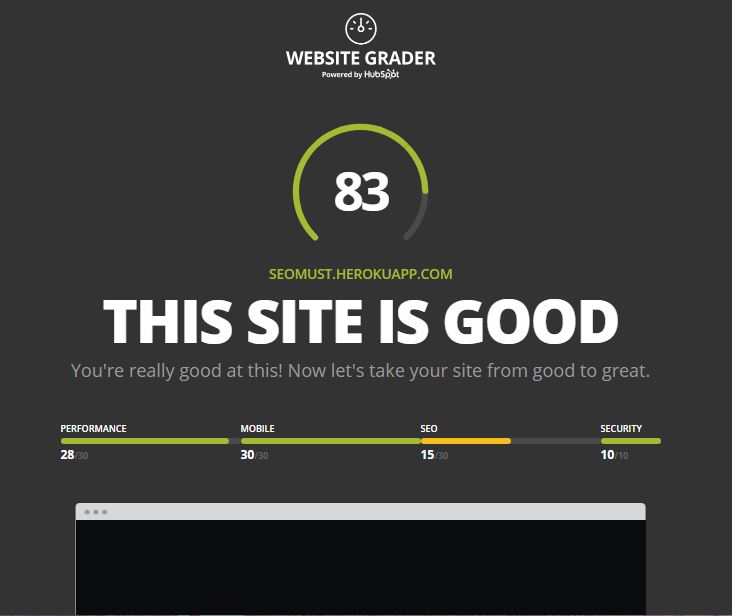 WEBSITE GRADER
Powered by HubSpot
83
SEOMUST.HEROKUAPP.COM
THIS SITE IS GOOD
You're really good at this! Now let's take your site from good to great.
PERFORMANCE MOBILE SEO SECURITY
28/30 30/30 15/30 10/10